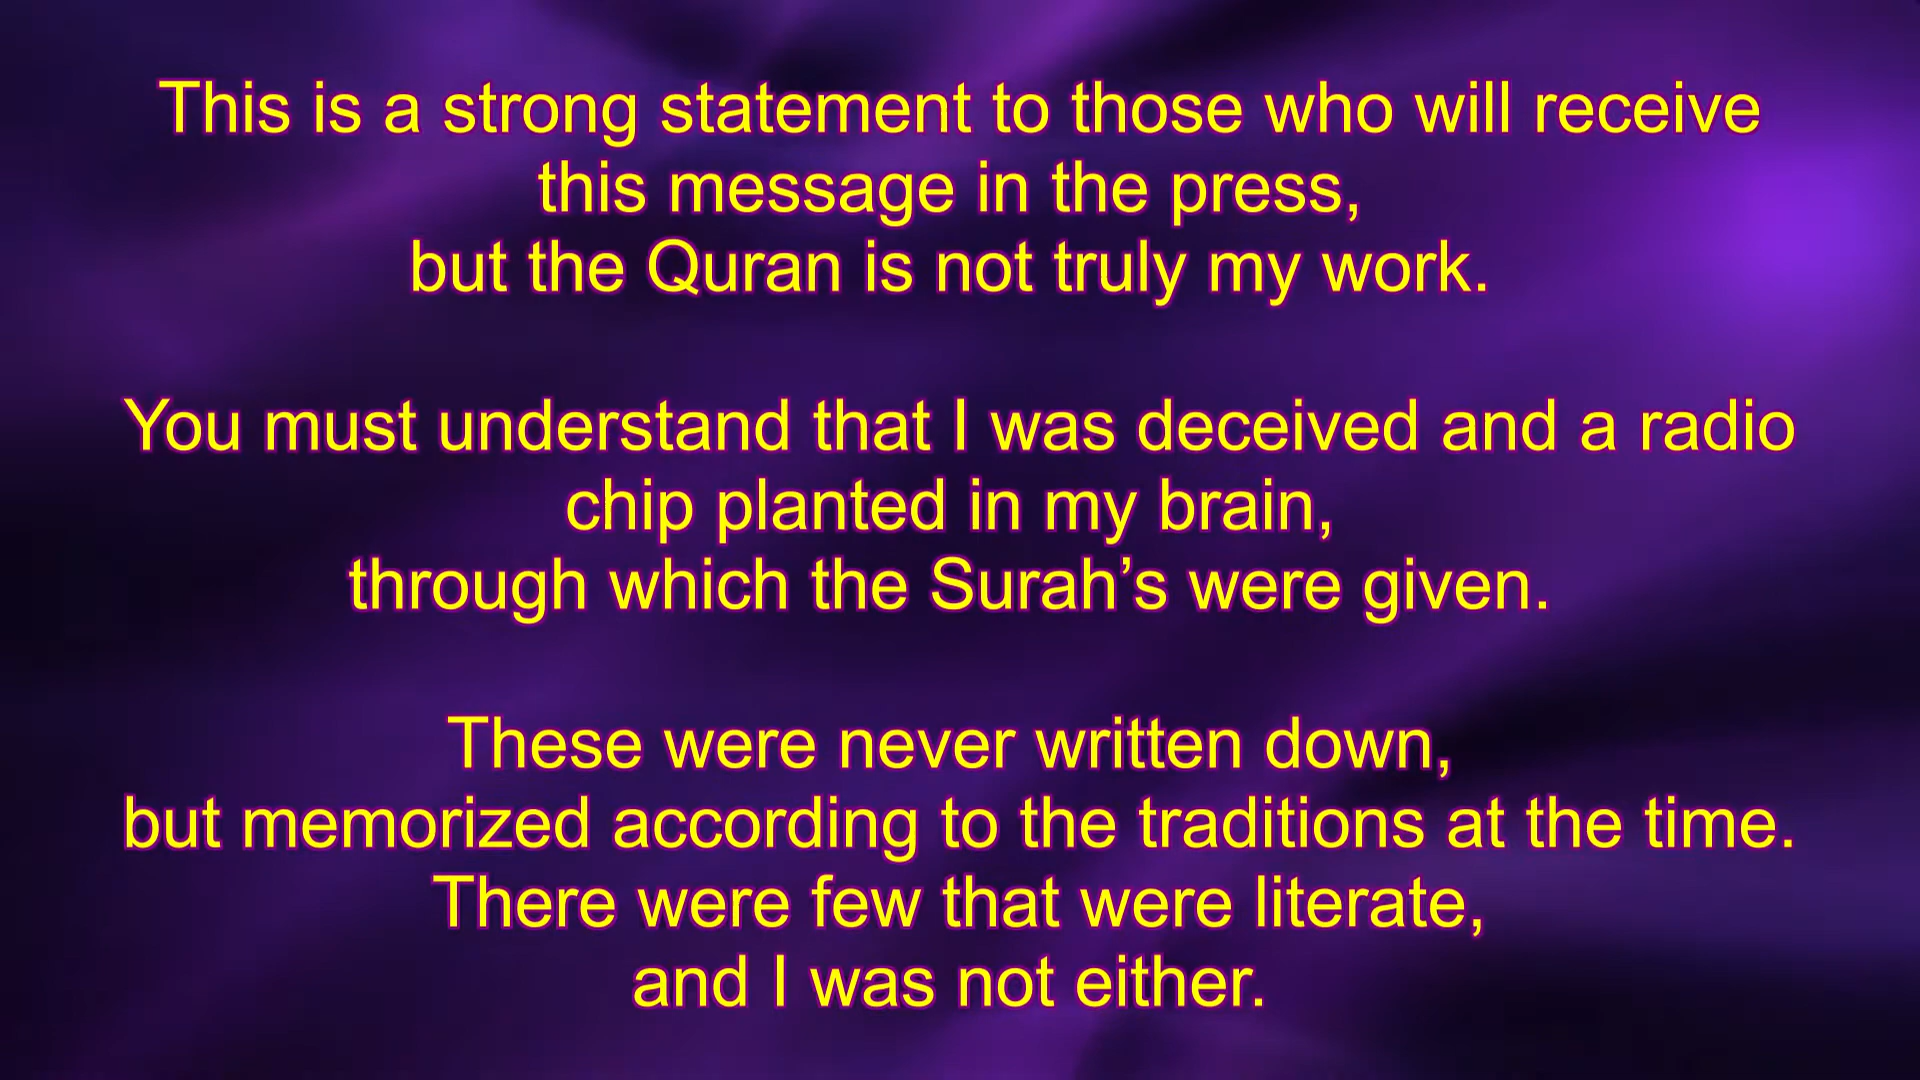 This is a strong statement to those who will receive
this message in the press,
but the Quran is not truly my work.
You must understand that I was deceived and a radio
chip planted in my brain,
through which the Surah’s were given.
These were never written down,
but memorized according to the traditions at the time.
There were few that were literate,
and I was not either.